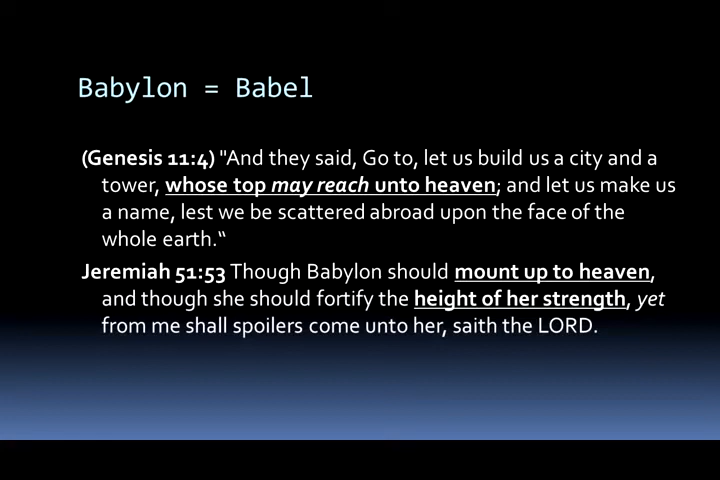 Babylon = Babel
(Genesis 11:4) "And they said, Go to, let us build us a city and a
tower, whose top may reach unto heaven; and let us make us
a name, lest we be scattered abroad upon the face of the
whole earth.“
Jeremiah 51:53 Though Babylon should mount up to heaven,
and though she should fortify the height of her strength, yet
from me shall spoilers come unto her, saith the LORD.